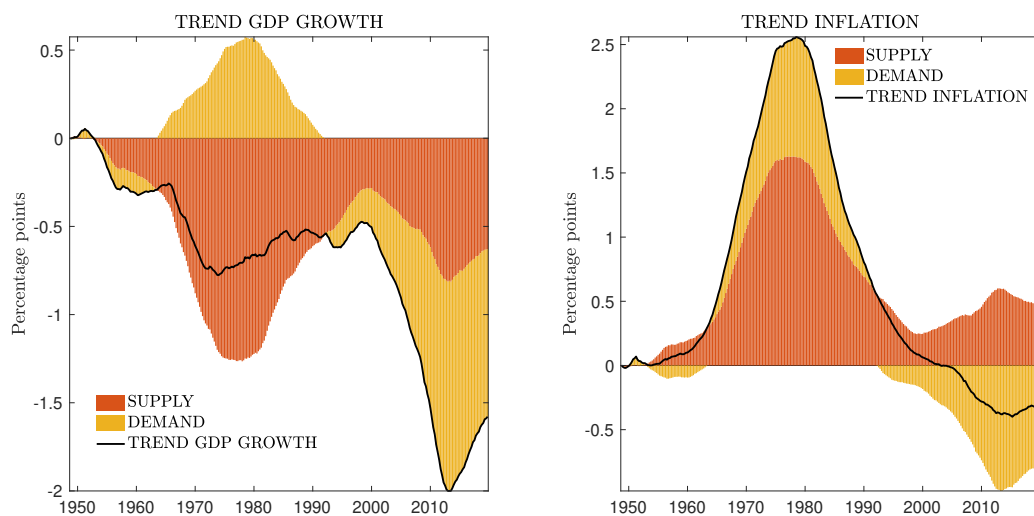 TREND GDP GROWTH
0.5
0
-0.5
-1
-1.5
-2
Percentage points
SUPPLY
DEMAND
TREND GDP GROWTH
1950 1960 1970 1980 1990 2000 2010
TREND INFLATION
2.5
2
1.5
1
0.5
0
-0.5
Percentage points
SUPPLY
DEMAND
TREND INFLATION
1950 1960 1970 1980 1990 2000 2010